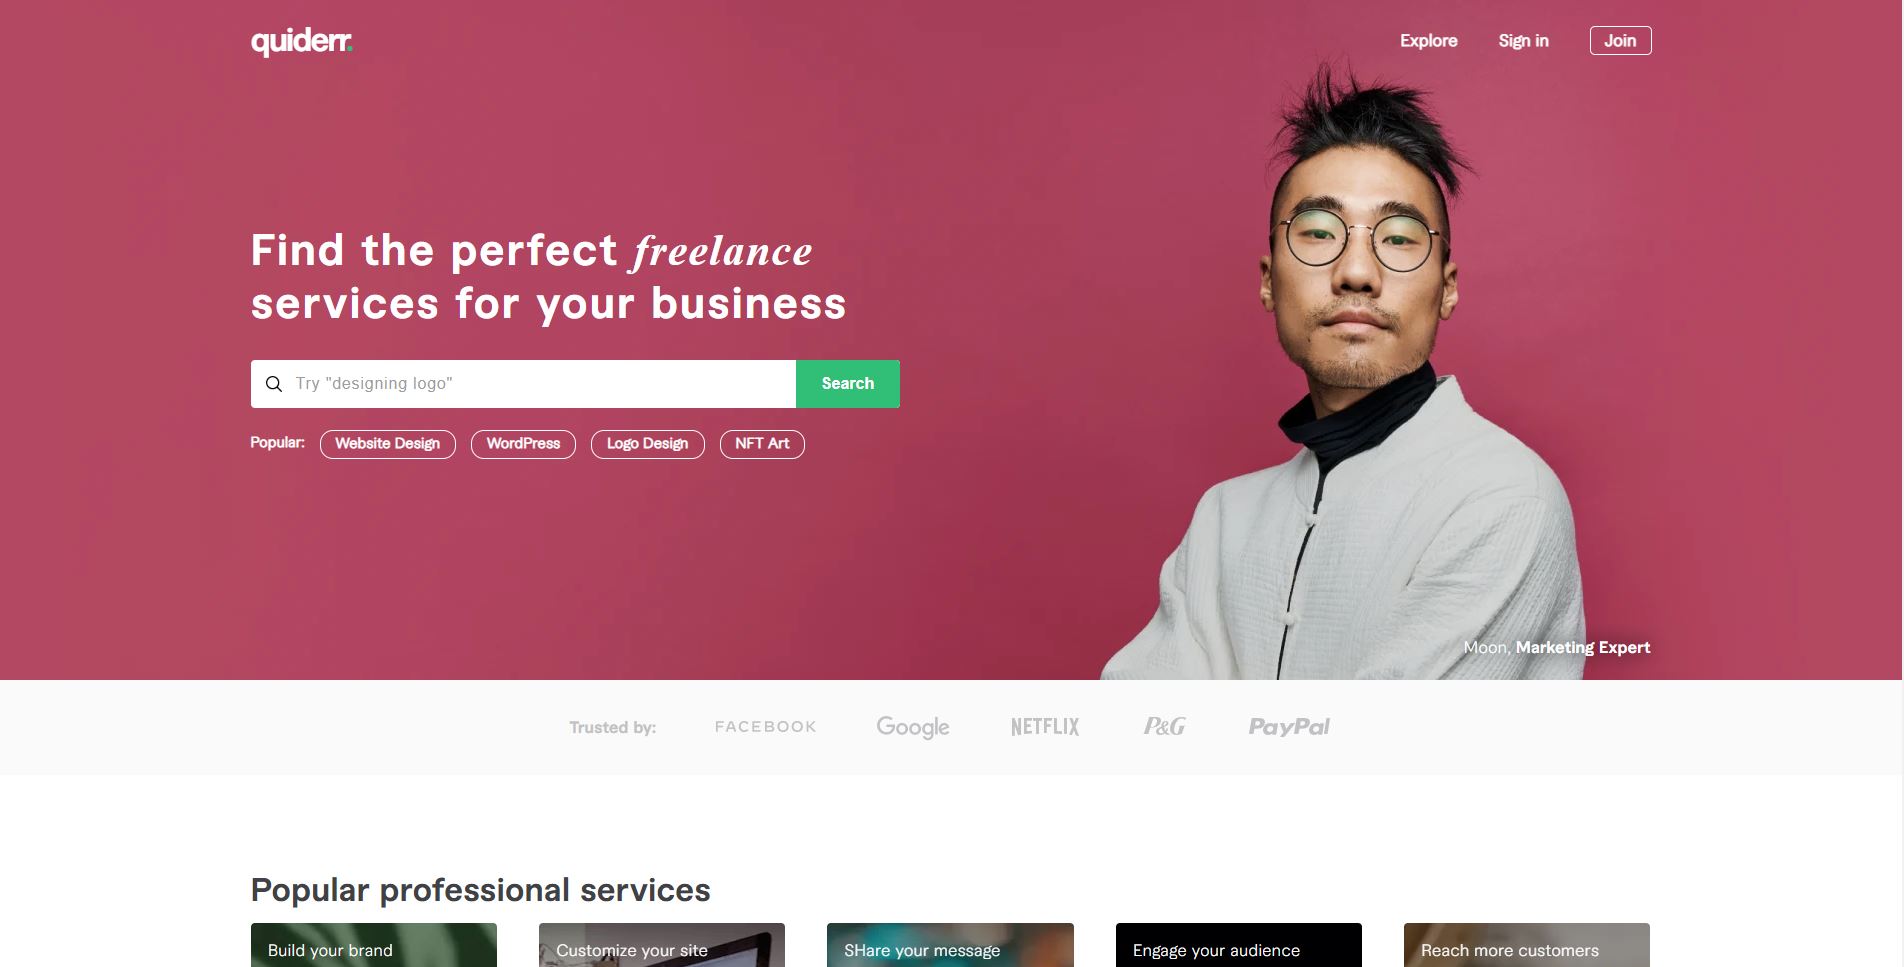 quiderr.
Explore
Sign in
Join
Find the perfect freelance
services for your business
Try "designing logo"
Search
Popular:
Website Design
WordPress
Logo Design
NFT Art
Moon, Marketing Expert
Trusted by:
FACEBOOK
Google
NETFLIX
P&G
PayPal
Popular professional services
Build your brand
Customize your site
SHare your message
Engage your audience
Reach more customers